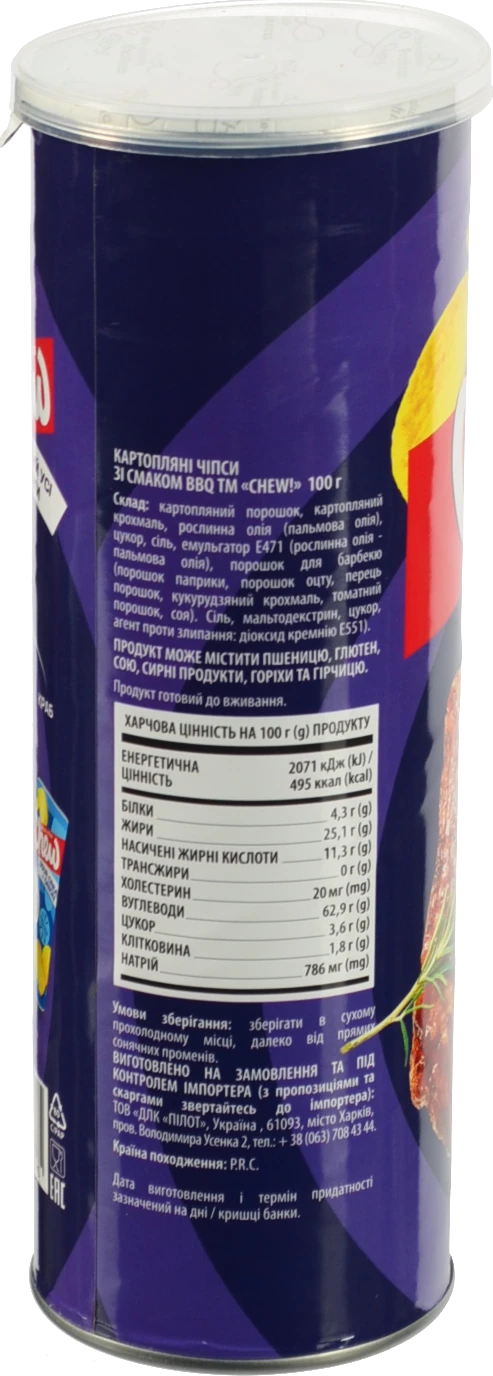 КАРТОПЛЯНІ ЧІПСИ
ЗІ СМАКОМ BBQ ТМ «CHEW!» 100 г
Склад: картопляний порошок, картопляний
крохмаль, рослинна олія (пальмова олія),
цукор, сіль, емульгатор Е471 (рослинна олія -
пальмова олія), порошок для барбекю
(порошок паприки, порошок оцту, перець
порошок, кукурудзяний крохмаль, томатний
порошок, соя). Сіль, мальтодекстрин, цукор,
агент проти злипання: діоксид кремнію Е551).
ПРОДУКТ МОЖЕ МІСТИТИ ПШЕНИЦЮ, ГЛЮТЕН,
СОЮ, СИРНІ ПРОДУКТИ, ГОРІХИ ТА ГІРЧИЦЮ.
Продукт готовий до вживання.
ХАРЧОВА ЦІННІСТЬ НА 100 г (g) ПРОДУКТУ
ЕНЕРГЕТИЧНА ЦІННІСТЬ 2071 кДж (kJ) /
495 ккал (kcal)
БІЛКИ 4,3 г (g)
ЖИРИ 25,1 г (g)
НАСИЧЕНІ ЖИРНІ КИСЛОТИ 11,3 г (g)
ТРАНСЖИРИ 0 г (g)
ХОЛЕСТЕРИН 20 мг (mg)
ВУГЛЕВОДИ 62,9 г (g)
ЦУКОР 3,6 г (g)
КЛІТКОВИНА 1,8 г (g)
НАТРІЙ 786 мг (mg)
Умови зберігання: зберігати в сухому
прохолодному місці, далеко від прямих
сонячних променів.
ВИГОТОВЛЕНО НА ЗАМОВЛЕННЯ ТА ПІД
КОНТРОЛЕМ ІМПОРТЕРА (з пропозиціями та
скаргами звертайтесь до імпортера):
ТОВ «ДЛК «ПІЛОТ», Україна , 61093, місто Харків,
пров. Володимира Усенка 2, тел.: + 38 (063) 708 43 44.
Країна походження: P.R.C.
Дата виготовлення і термін придатності
зазначений на дні / кришці банки.
КРАБ
EAC